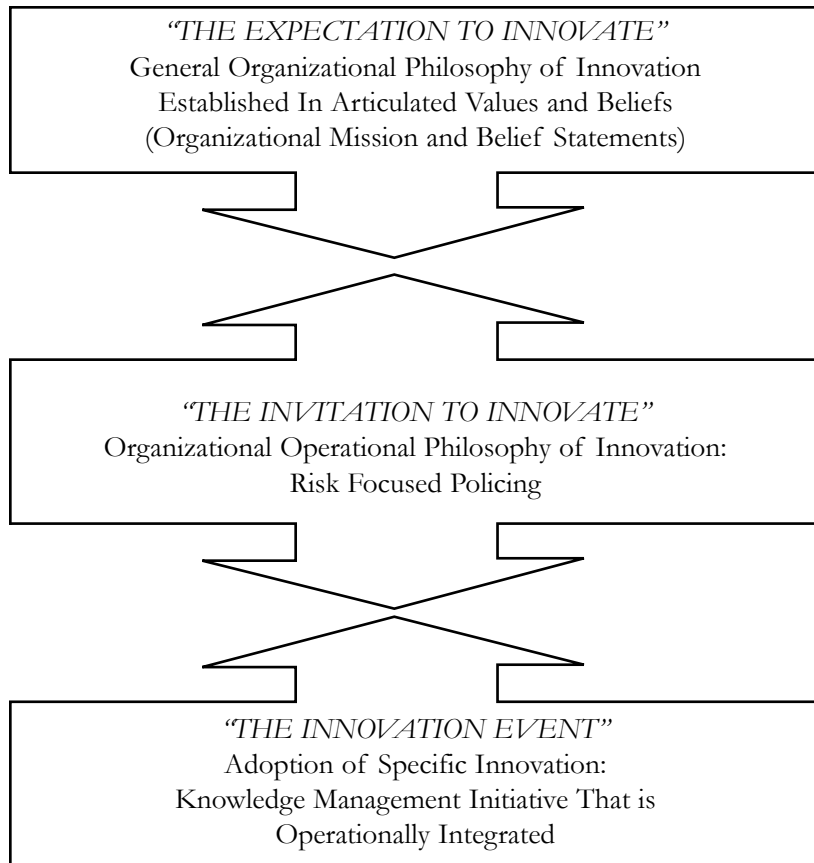 “THE EXPECTATION TO INNOVATE”
General Organizational Philosophy of Innovation
Established In Articulated Values and Beliefs
(Organizational Mission and Belief Statements)
“THE INVITATION TO INNOVATE”
Organizational Operational Philosophy of Innovation:
Risk Focused Policing
“THE INNOVATION EVENT”
Adoption of Specific Innovation:
Knowledge Management Initiative That is
Operationally Integrated